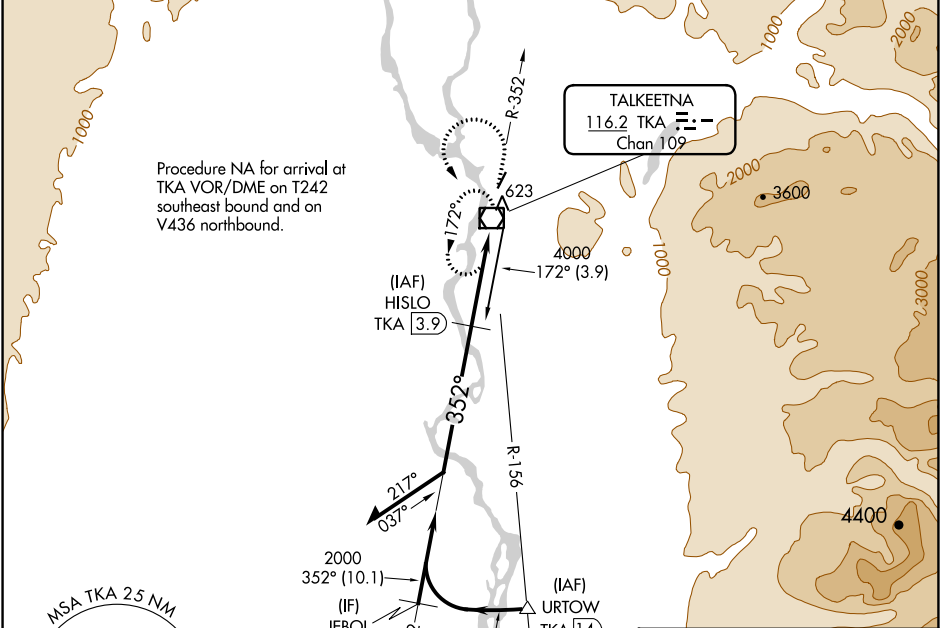 1000
1000
2000
R-352
TALKEETNA
116.2 TKA
Chan 109
1000
Procedure NA for arrival at
TKA VOR/DME on T242
southeast bound and on
V436 northbound.
2000
3600
623
172°
4000
172° (3.9)
1000
3000
(IAF)
HISLO
TKA 3.9
352°
R-156
217°
037°
4400
2000
352° (10.1)
MSA TKA 25 NM
(IF)
(IAF)
URTOW
TKA 14